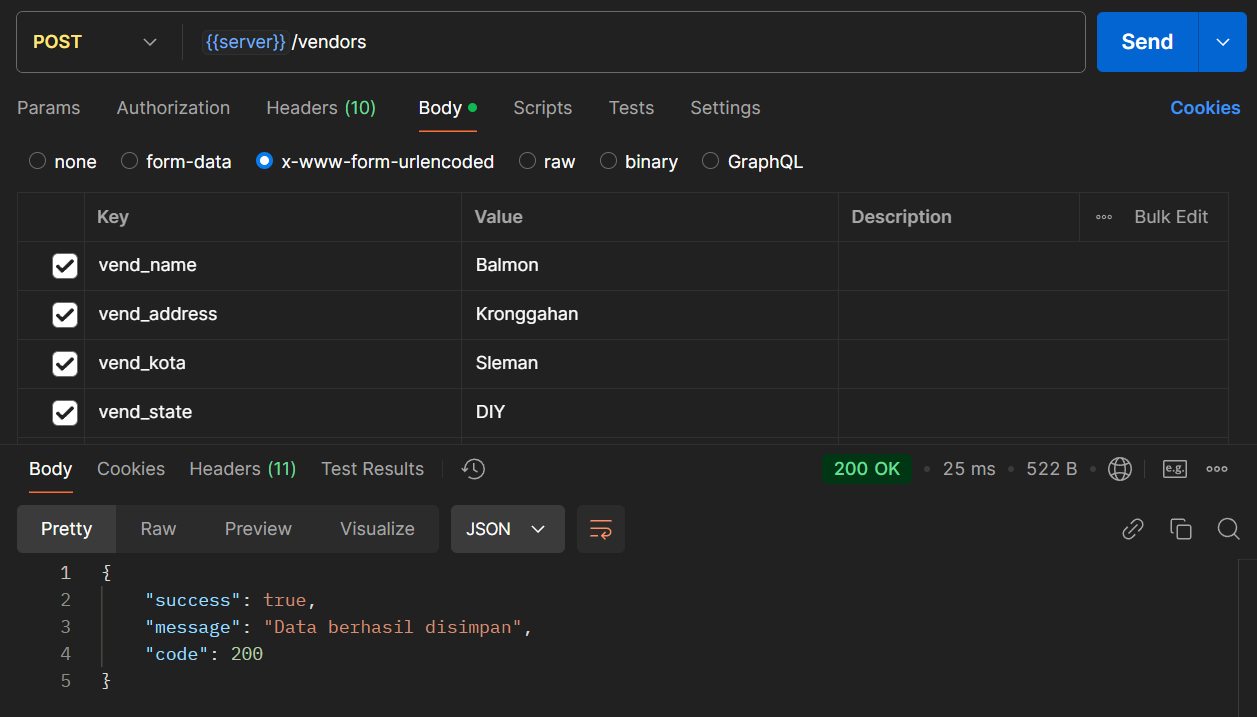 POST {{server}} /vendors Send
Params Authorization Headers (10) Body Scripts Tests Settings Cookies
none form-data x-www-form-urlencoded raw binary GraphQL
Key Value Description Bulk Edit
vend_name Balmon
vend_address Kronggahan
vend_kota Sleman
vend_state DIY
Body Cookies Headers (11) Test Results 200 OK 25 ms 522 B e.g.
Pretty Raw Preview Visualize JSON
1 {
2 "success": true,
3 "message": "Data berhasil disimpan",
4 "code": 200
5 }